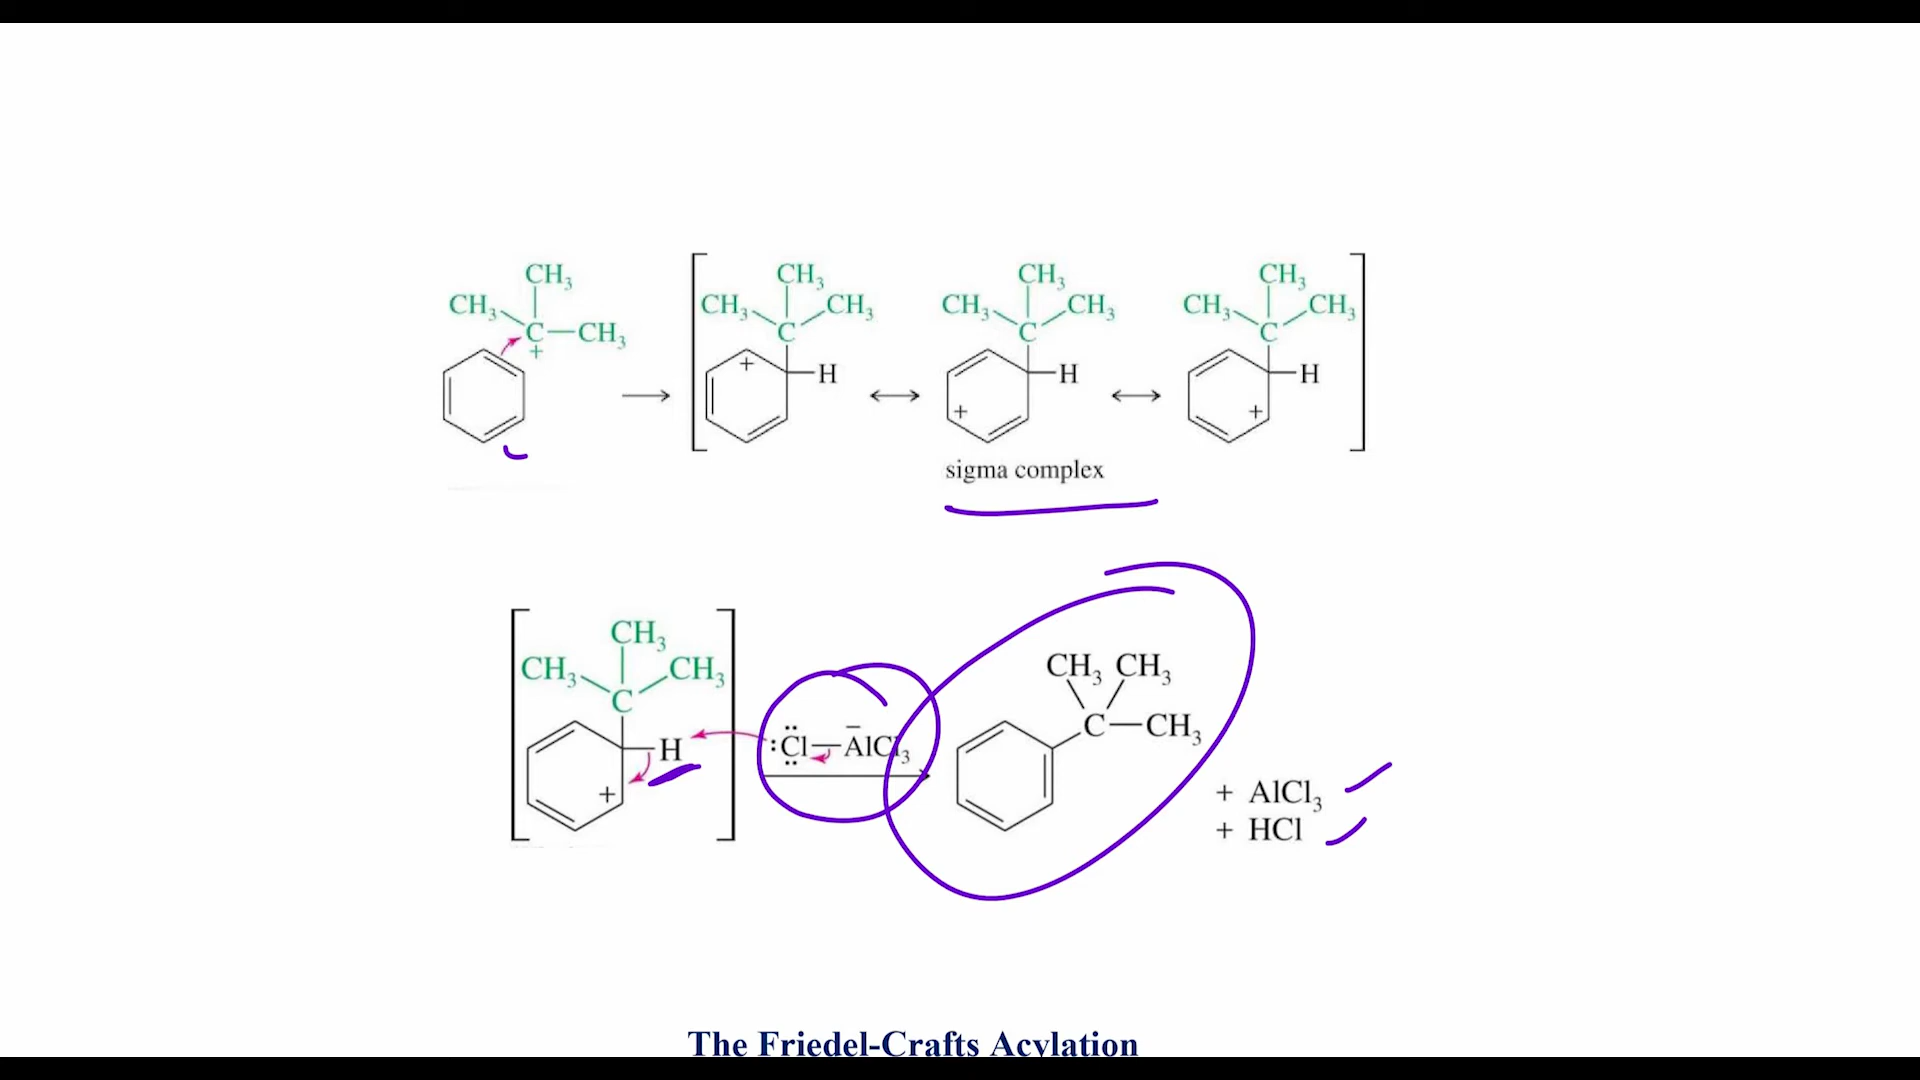 CH₃ CH₃ CH₃ CH₃
CH₃ C CH₃ CH₃ CH₃ CH₃ CH₃ CH₃ CH₃
+ C C C
+ H H H
+ +
sigma complex
CH₃
CH₃ CH₃ CH₃ CH₃
C C—CH₃
H :Cl—AlCl₃
+ + AlCl₃
+ HCl
The Friedel-Crafts Acylation